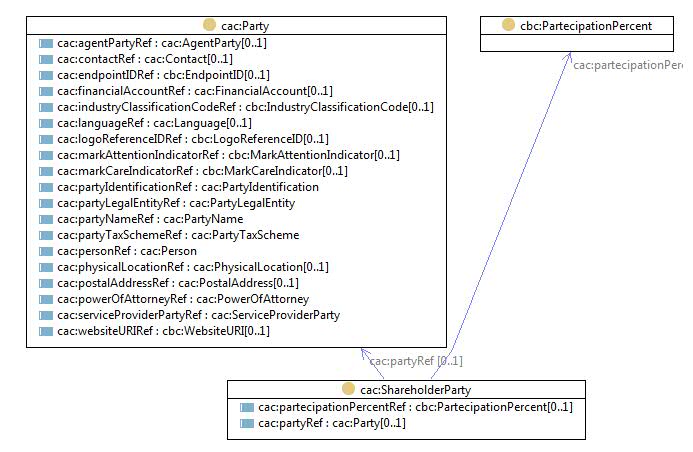 cac:Party
cac:agentPartyRef : cac:AgentParty[0..1]
cac:contactRef : cac:Contact[0..1]
cac:endpointIDRef : cbc:EndpointID[0..1]
cac:financialAccountRef : cac:FinancialAccount[0..1]
cac:industryClassificationCodeRef : cbc:IndustryClassificationCode[0..1]
cac:languageRef : cac:Language[0..1]
cac:logoReferenceIDRef : cbc:LogoReferenceID[0..1]
cac:markAttentionIndicatorRef : cbc:MarkAttentionIndicator[0..1]
cac:markCareIndicatorRef : cbc:MarkCareIndicator[0..1]
cac:partyIdentificationRef : cac:PartyIdentification
cac:partyLegalEntityRef : cac:PartyLegalEntity
cac:partyNameRef : cac:PartyName
cac:partyTaxSchemeRef : cac:PartyTaxScheme
cac:personRef : cac:Person
cac:physicalLocationRef : cac:PhysicalLocation[0..1]
cac:postalAddressRef : cac:PostalAddress[0..1]
cac:powerOfAttorneyRef : cac:PowerOfAttorney
cac:serviceProviderPartyRef : cac:ServiceProviderParty
cac:websiteURIRef : cbc:WebsiteURI[0..1]
cbc:PartecipationPercent
cac:partecipationPerc
cac:partyRef [0..1]
cac:ShareholderParty
cac:partecipationPercentRef : cbc:PartecipationPercent[0..1]
cac:partyRef : cac:Party[0..1]